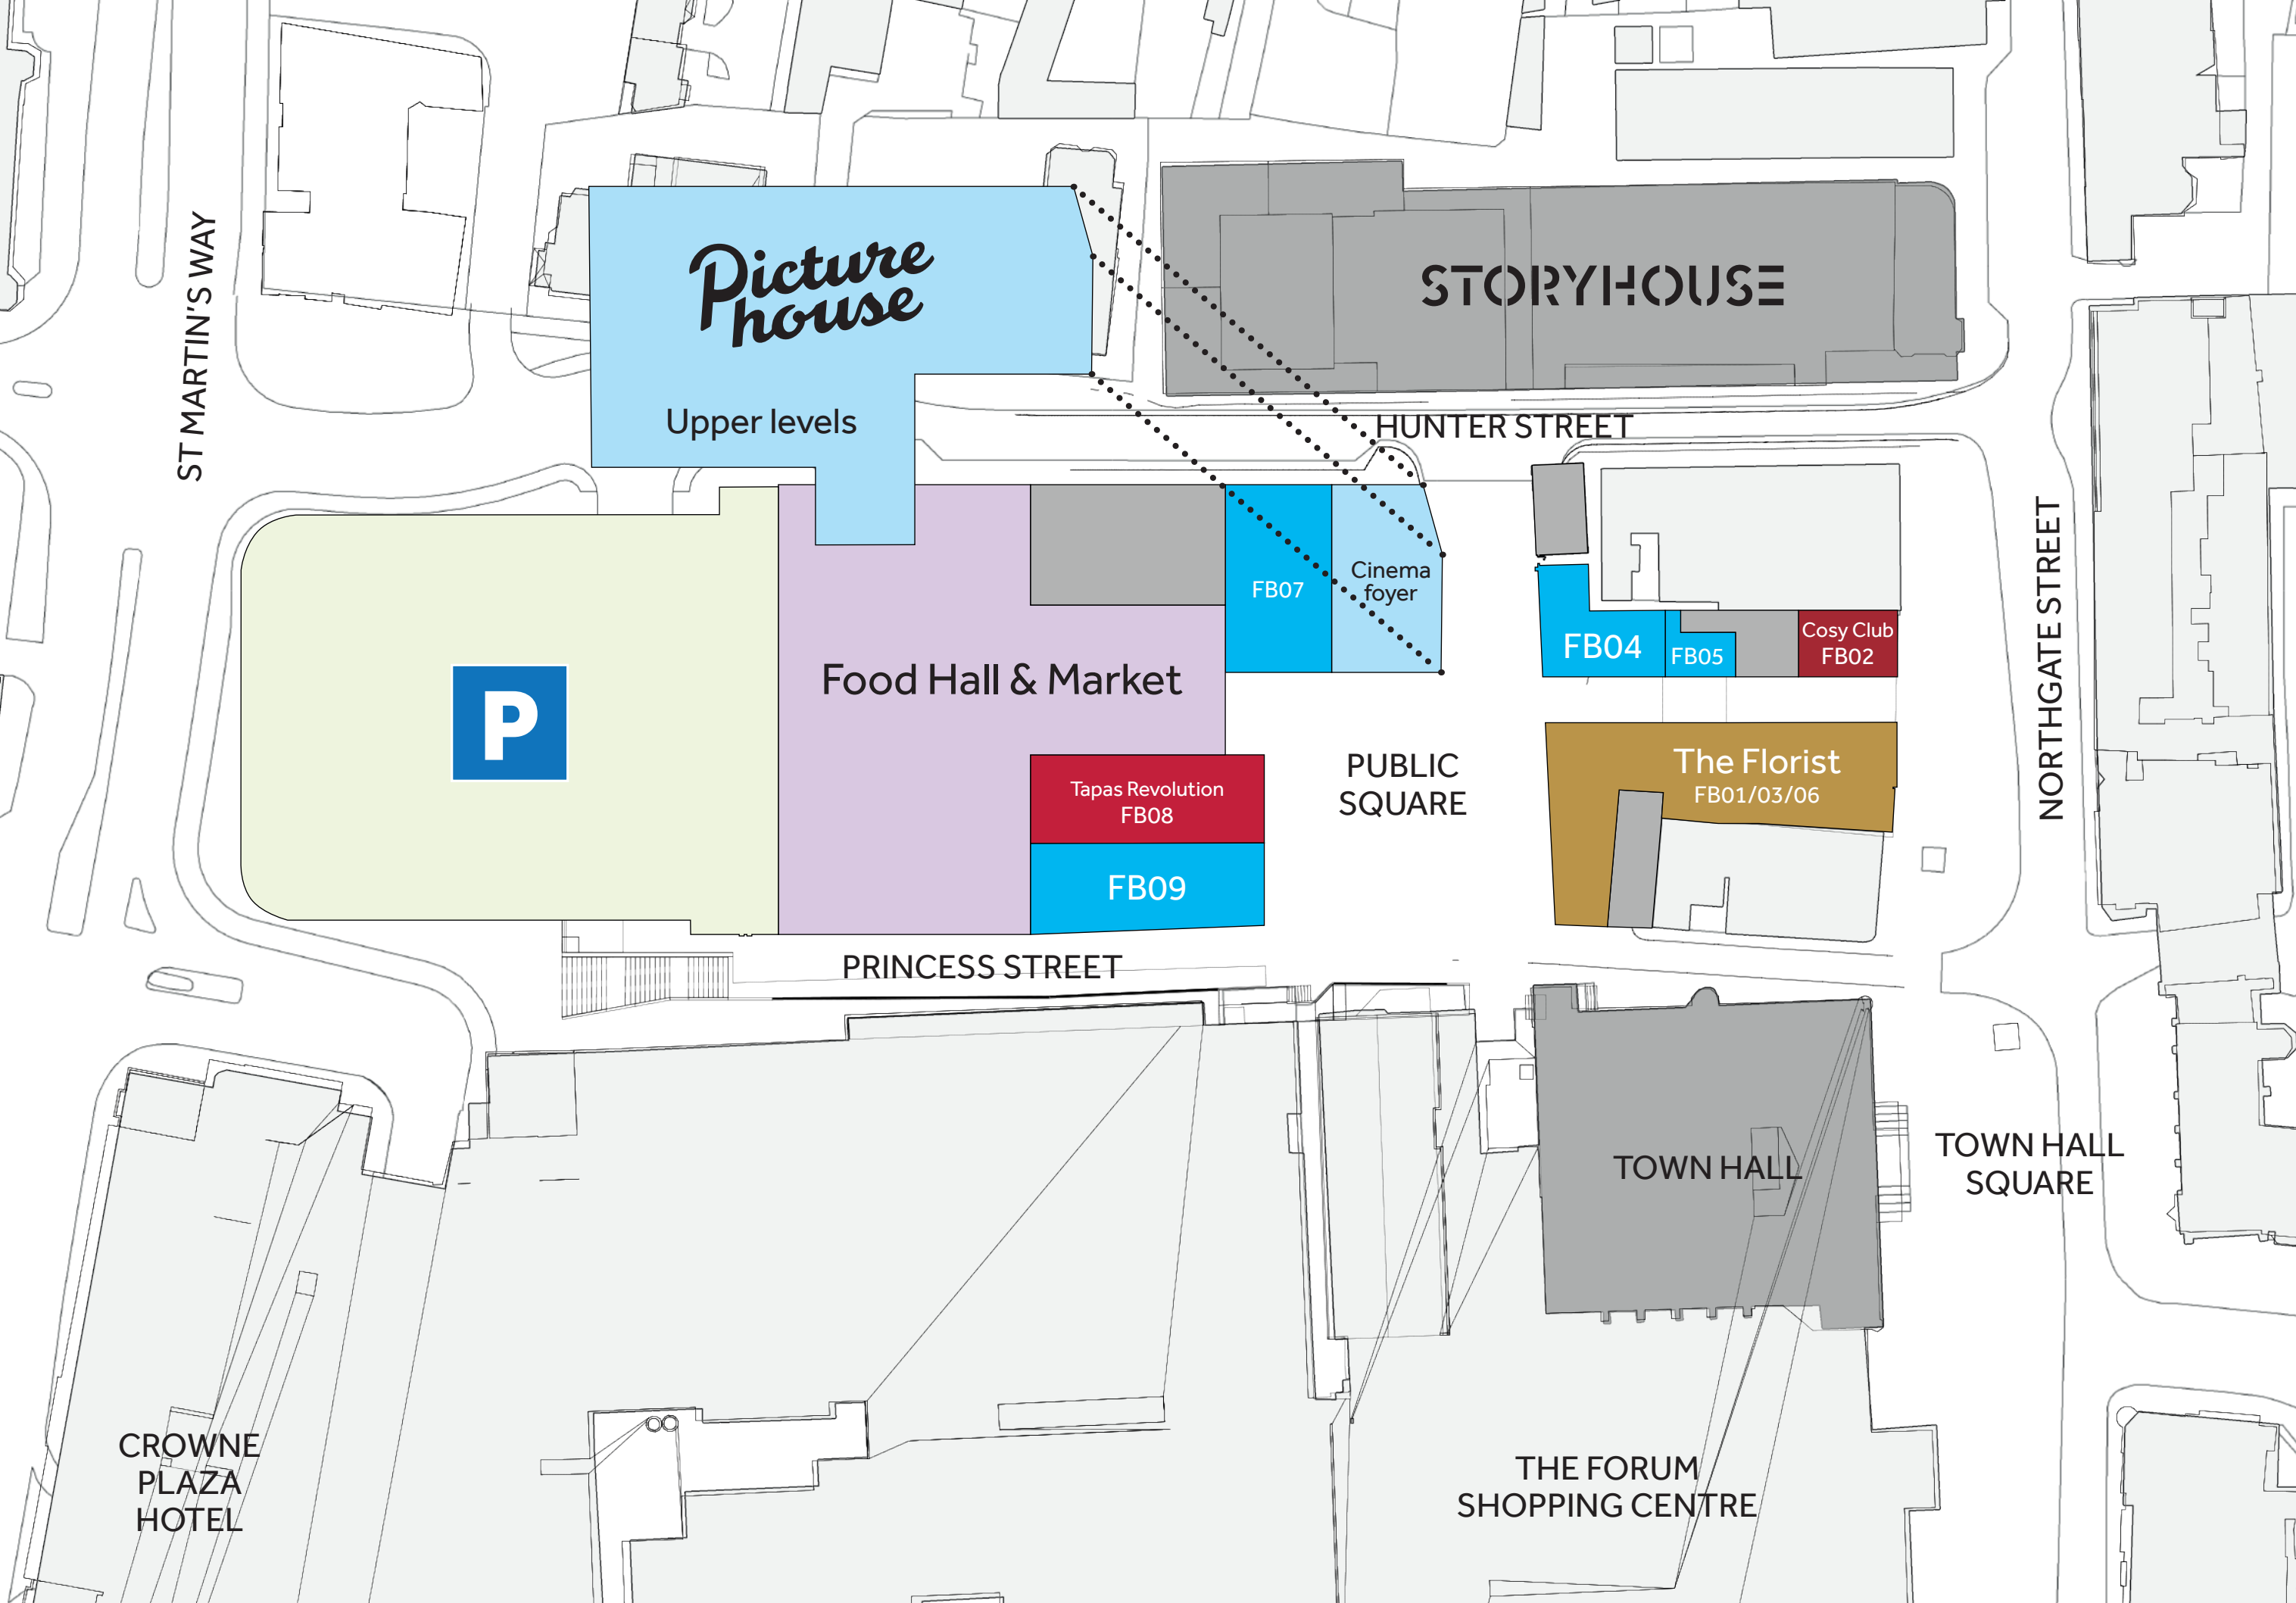 ST MARTIN'S WAY
Picture
house
Upper levels
STORYHOUSE
HUNTER STREET
NORTHGATE STREET
P
Food Hall & Market
FB07
Cinema
foyer
FB04
FB05
Cosy Club
FB02
Tapas Revolution
FB08
FB09
PUBLIC
SQUARE
The Florist
FB01/03/06
PRINCESS STREET
TOWN HALL
TOWN HALL
SQUARE
CROWNE
PLAZA
HOTEL
THE FORUM
SHOPPING CENTRE